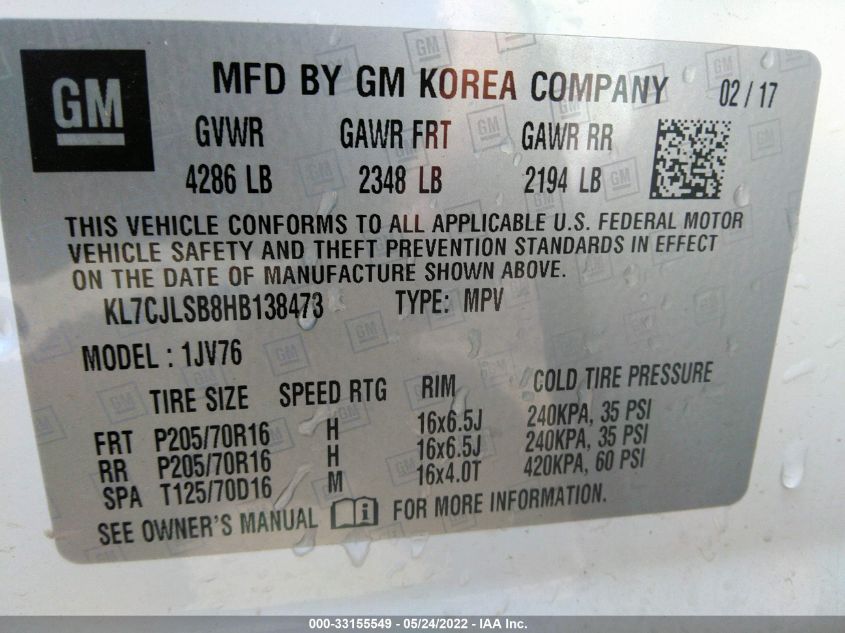 GM
MFD BY GM KOREA COMPANY 02/17
GVWR GAWR FRT GAWR RR
4286 LB 2348 LB 2194 LB
THIS VEHICLE CONFORMS TO ALL APPLICABLE U.S. FEDERAL MOTOR
VEHICLE SAFETY AND THEFT PREVENTION STANDARDS IN EFFECT
ON THE DATE OF MANUFACTURE SHOWN ABOVE.
KL7CJLSB8HB138473 TYPE: MPV
MODEL : 1JV76
TIRE SIZE SPEED RTG RIM COLD TIRE PRESSURE
FRT P205/70R16 H 16x6.5J 240KPA, 35 PSI
RR P205/70R16 H 16x6.5J 240KPA, 35 PSI
SPA T125/70D16 M 16x4.0T 420KPA, 60 PSI
SEE OWNER'S MANUAL i FOR MORE INFORMATION.
000-33155549 - 05/24/2022 - IAA Inc.